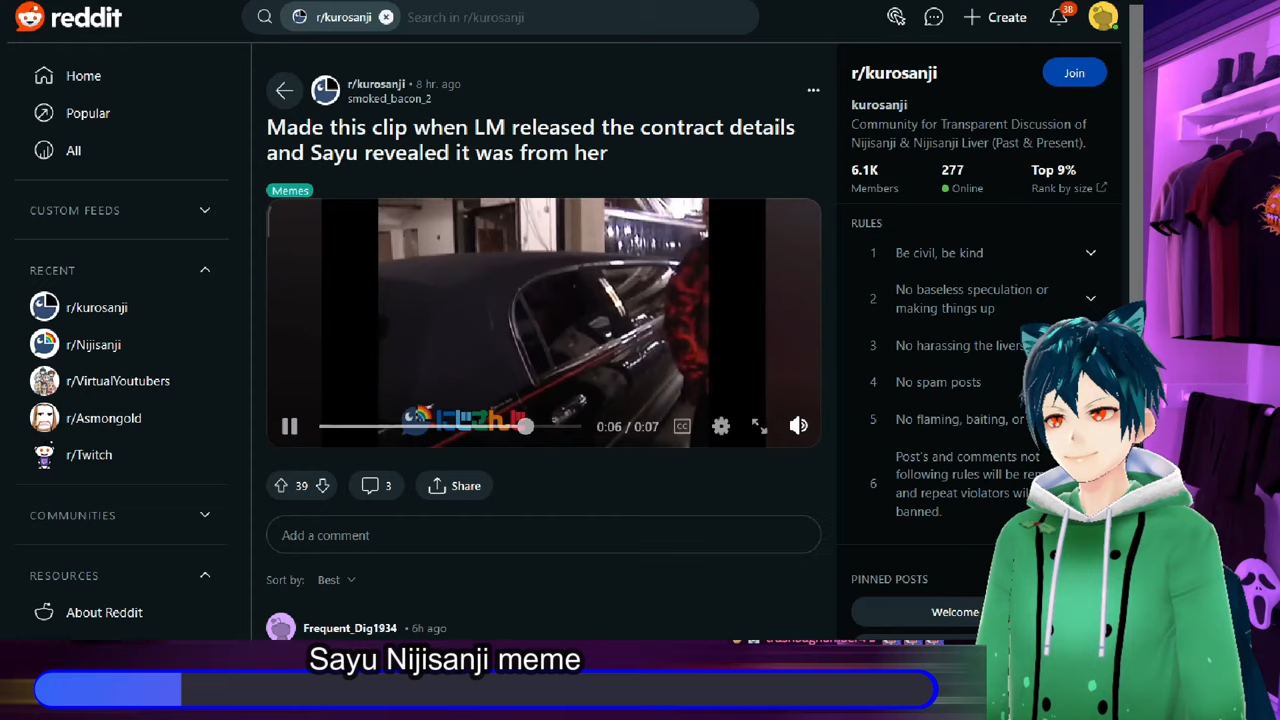 reddit
r/kurosanji
Search in r/kurosanji
Create
38
Home
Popular
All
CUSTOM FEEDS
RECENT
r/kurosanji
r/Nijisanji
r/VirtualYoutubers
r/Asmongold
r/Twitch
COMMUNITIES
RESOURCES
About Reddit
r/kurosanji • 8 hr. ago
smoked_bacon_2
Made this clip when LM released the contract details
and Sayu revealed it was from her
Memes
にじさんじ
0:06 / 0:07
CC
39
3
Share
Add a comment
Sort by: Best
Frequent_Dig1934 • 6h ago
r/kurosanji
Join
kurosanji
Community for Transparent Discussion of
Nijisanji & Nijisanji Liver (Past & Present).
6.1K 277 Top 9%
Members Online Rank by size
RULES
1 Be civil, be kind
2 No baseless speculation or
making things up
3 No harassing the livers
4 No spam posts
5 No flaming, baiting, or
6 Post's and comments not
following rules will be
and repeat violators
banned.
PINNED POSTS
Welcome
Sayu Nijisanji meme